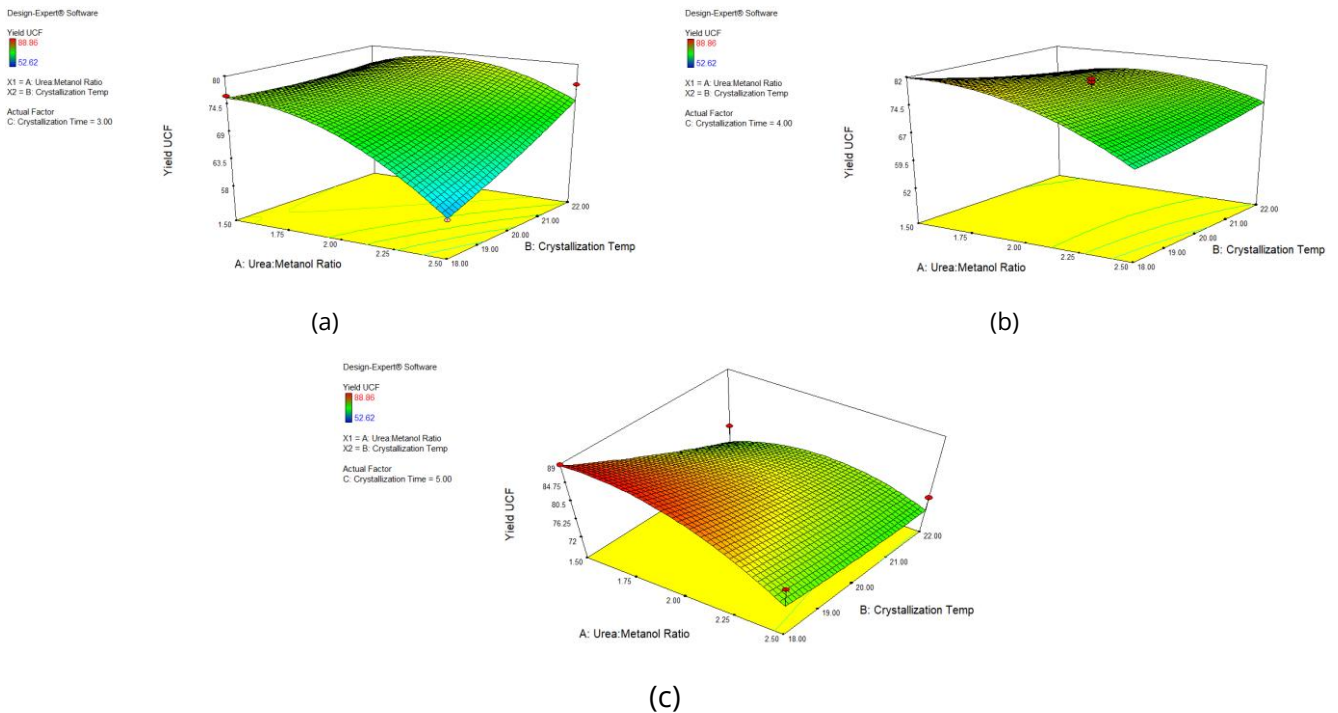 Design-Expert® Software
Yield UCF
88.86
52.62
X1 = A: Urea:Metanol Ratio
X2 = B: Crystallization Temp
Actual Factor
C: Crystallization Time = 3.00
80
74.5
69
63.5
58
Yield UCF
1.50
1.75
2.00
2.25
2.50
18.00
19.00
20.00
21.00
22.00
A: Urea:Metanol Ratio
B: Crystallization Temp
(a)
Design-Expert® Software
Yield UCF
88.86
52.62
X1 = A: Urea:Metanol Ratio
X2 = B: Crystallization Temp
Actual Factor
C: Crystallization Time = 4.00
82
74.5
67
59.5
52
Yield UCF
1.50
1.75
2.00
2.25
2.50
18.00
19.00
20.00
21.00
22.00
A: Urea:Metanol Ratio
B: Crystallization Temp
(b)
Design-Expert® Software
Yield UCF
88.86
52.62
X1 = A: Urea:Metanol Ratio
X2 = B: Crystallization Temp
Actual Factor
C: Crystallization Time = 5.00
89
84.75
80.5
76.25
72
Yield UCF
1.50
1.75
2.00
2.25
2.50
18.00
19.00
20.00
21.00
22.00
A: Urea:Metanol Ratio
B: Crystallization Temp
(c)